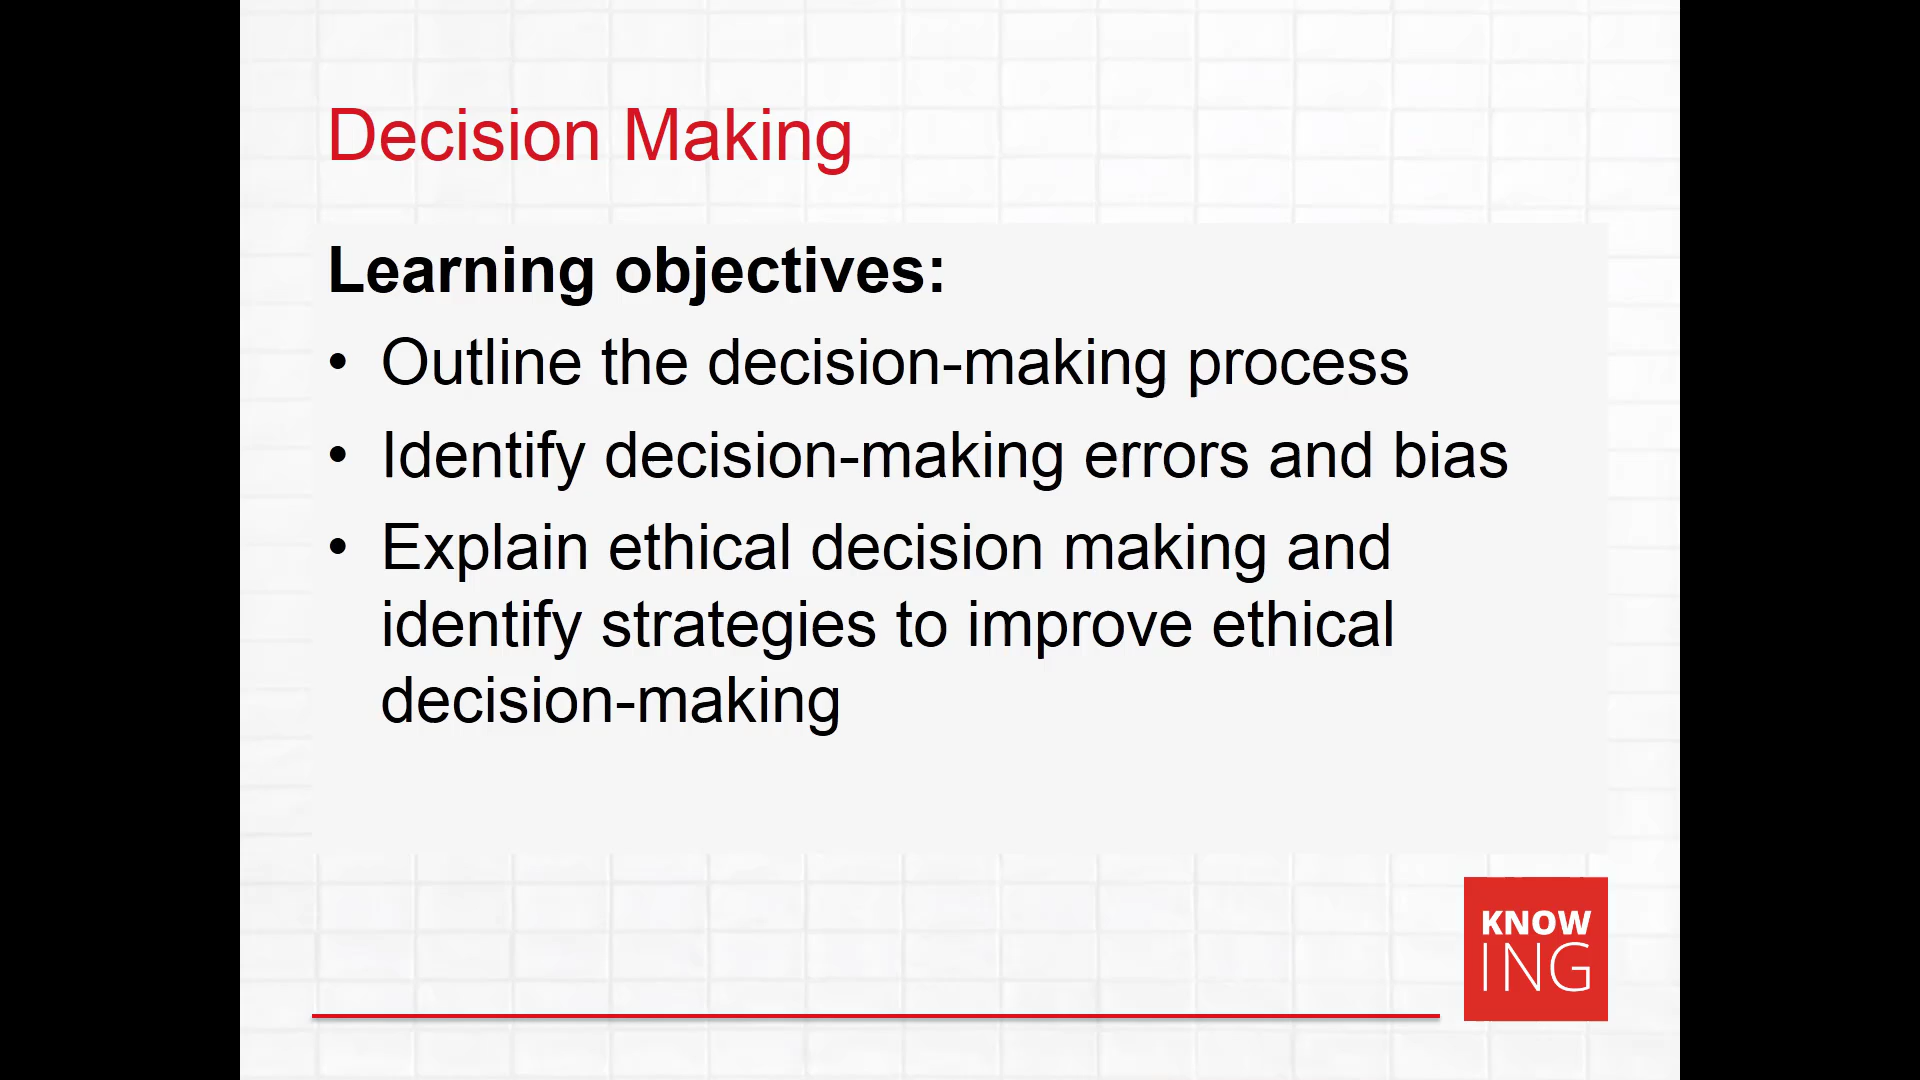 Decision Making
Learning objectives:
• Outline the decision-making process
• Identify decision-making errors and bias
• Explain ethical decision making and
identify strategies to improve ethical
decision-making
KNOW
ING